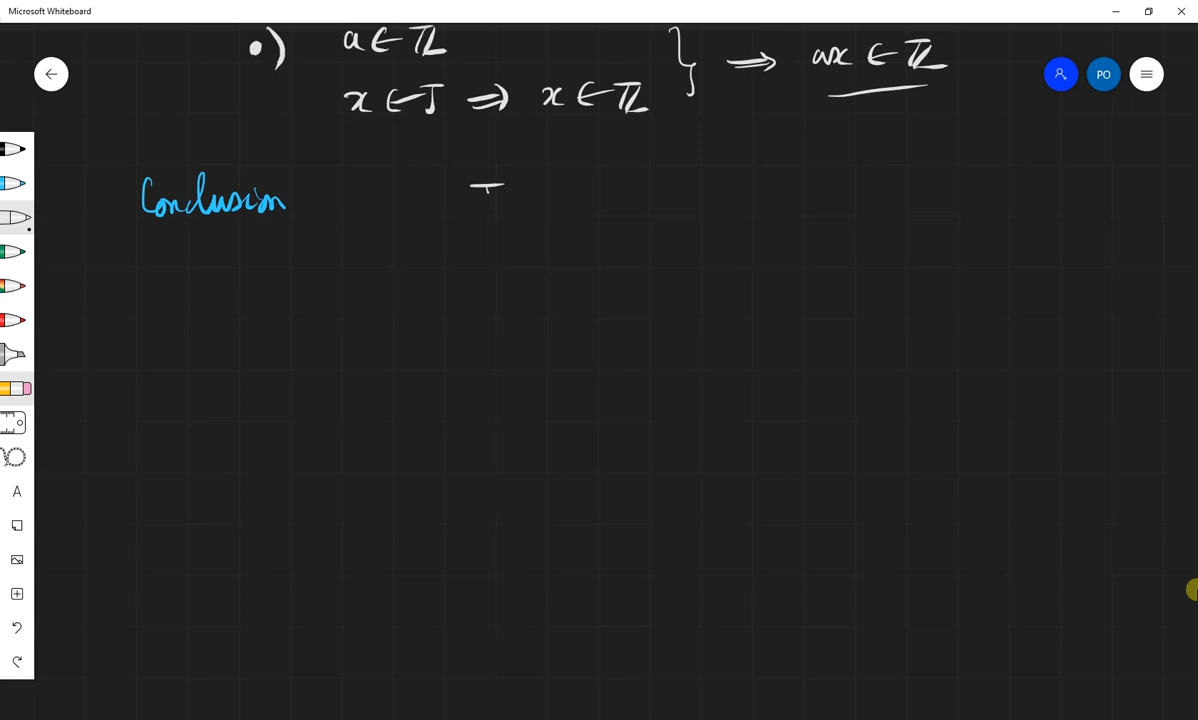 Microsoft Whiteboard
•) a ∈ ℤ
x ∈ J ⇒ x ∈ ℤ } ⇒ ax ∈ ℤ
PO
Conclusion
A